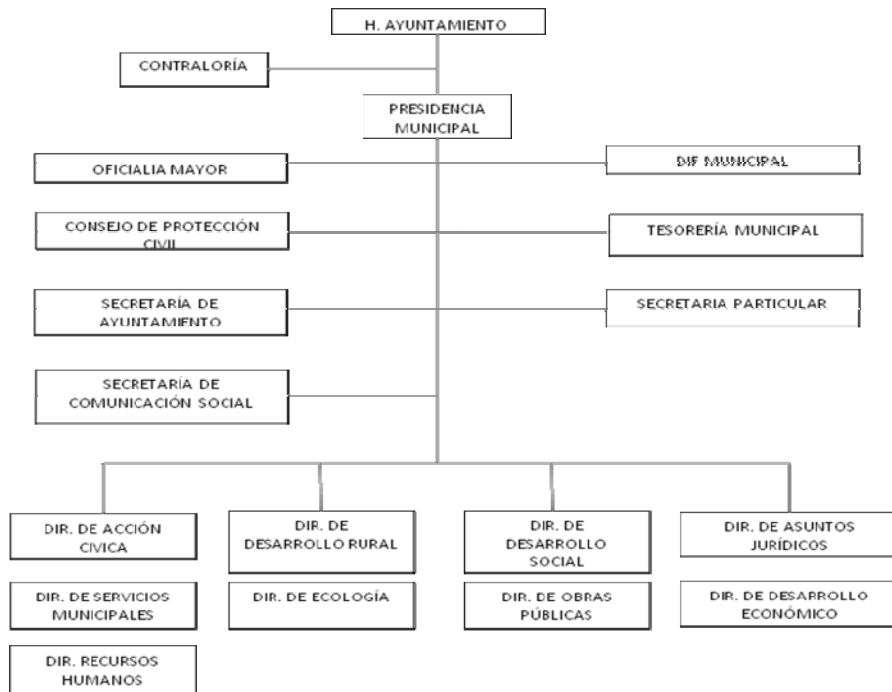 H. AYUNTAMIENTO
CONTRALORÍA
PRESIDENCIA
MUNICIPAL
OFICIALIA MAYOR
DIF MUNICIPAL
CONSEJO DE PROTECCIÓN
CIVIL
TESORERÍA MUNICIPAL
SECRETARÍA DE
AYUNTAMIENTO
SECRETARIA PARTICULAR
SECRETARÍA DE
COMUNICACIÓN SOCIAL
DIR. DE ACCIÓN
CIVICA
DIR. DE
DESARROLLO RURAL
DIR. DE
DESARROLLO
SOCIAL
DIR. DE ASUNTOS
JURÍDICOS
DIR. DE SERVICIOS
MUNICIPALES
DIR. DE ECOLOGÍA
DIR. DE OBRAS
PÚBLICAS
DIR. DE DESARROLLO
ECONÓMICO
DIR. RECURSOS
HUMANOS